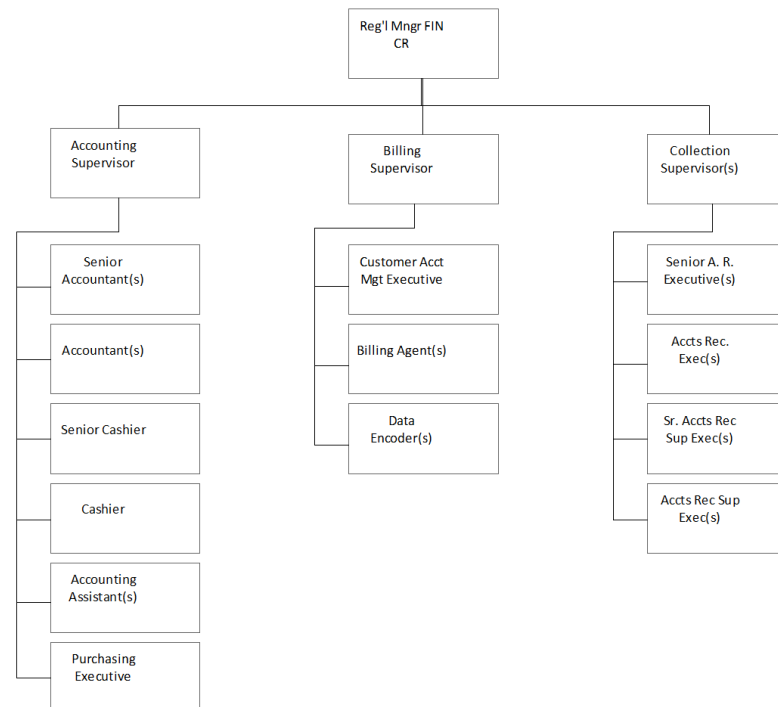 Reg'l Mngr FIN
CR
Accounting
Supervisor
Billing
Supervisor
Collection
Supervisor(s)
Senior
Accountant(s)
Accountant(s)
Senior Cashier
Cashier
Accounting
Assistant(s)
Purchasing
Executive
Customer Acct
Mgt Executive
Billing Agent(s)
Data
Encoder(s)
Senior A. R.
Executive(s)
Accts Rec.
Exec(s)
Sr. Accts Rec
Sup Exec(s)
Accts Rec Sup
Exec(s)